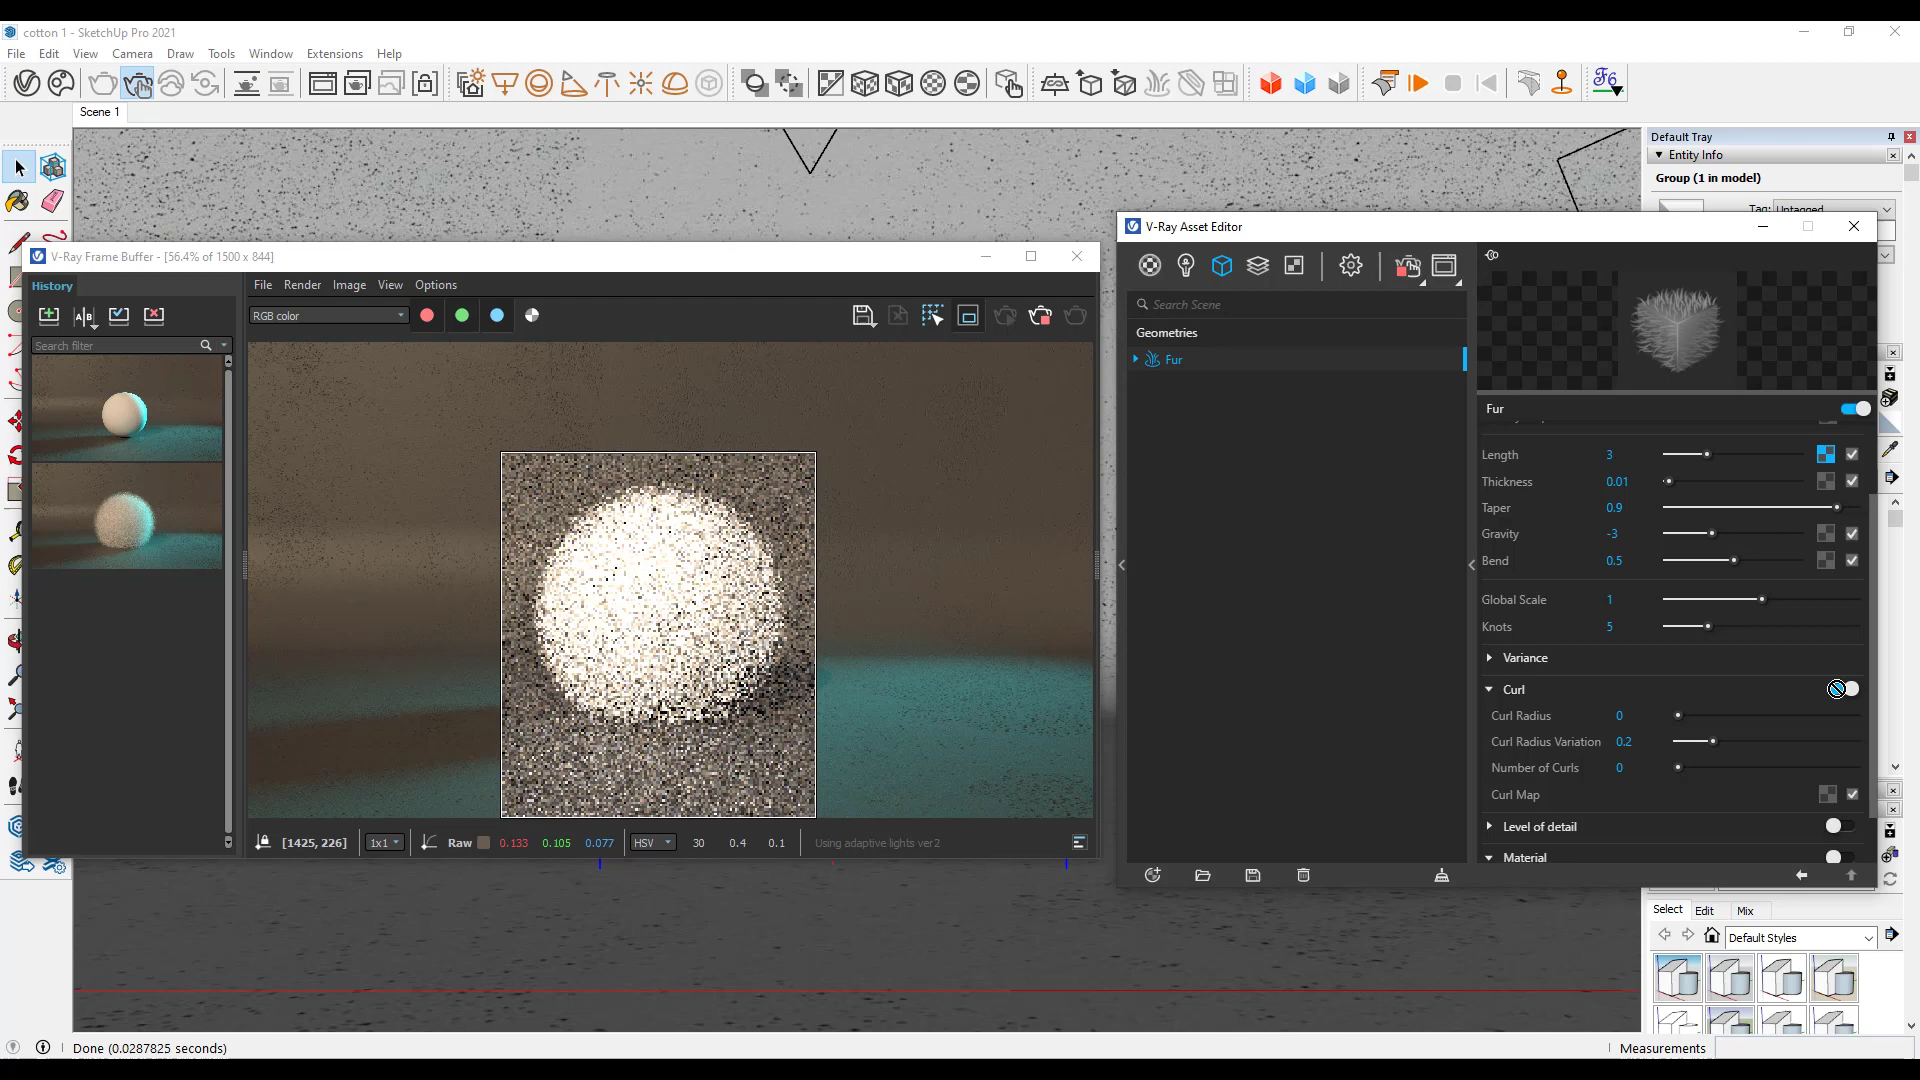 cotton 1 - SketchUp Pro 2021
File Edit View Camera Draw Tools Window Extensions Help
Scene 1
Default Tray
Entity Info
Group (1 in model)
Tag: Untagged
V-Ray Frame Buffer - [56.4% of 1500 x 844]
History
File Render Image View Options
A B
RGB color
Search filter
[1425, 226]
1x1
Raw 0.133 0.105 0.077
HSV
30 0.4 0.1
Using adaptive lights ver2
V-Ray Asset Editor
Search Scene
Geometries
Fur
Fur
Length 3
Thickness 0.01
Taper 0.9
Gravity -3
Bend 0.5
Global Scale 1
Knots 5
Variance
Curl
Curl Radius 0
Curl Radius Variation 0.2
Number of Curls 0
Curl Map
Level of detail
Material
Select Edit Mix
Default Styles
Done (0.0287825 seconds)
Measurements